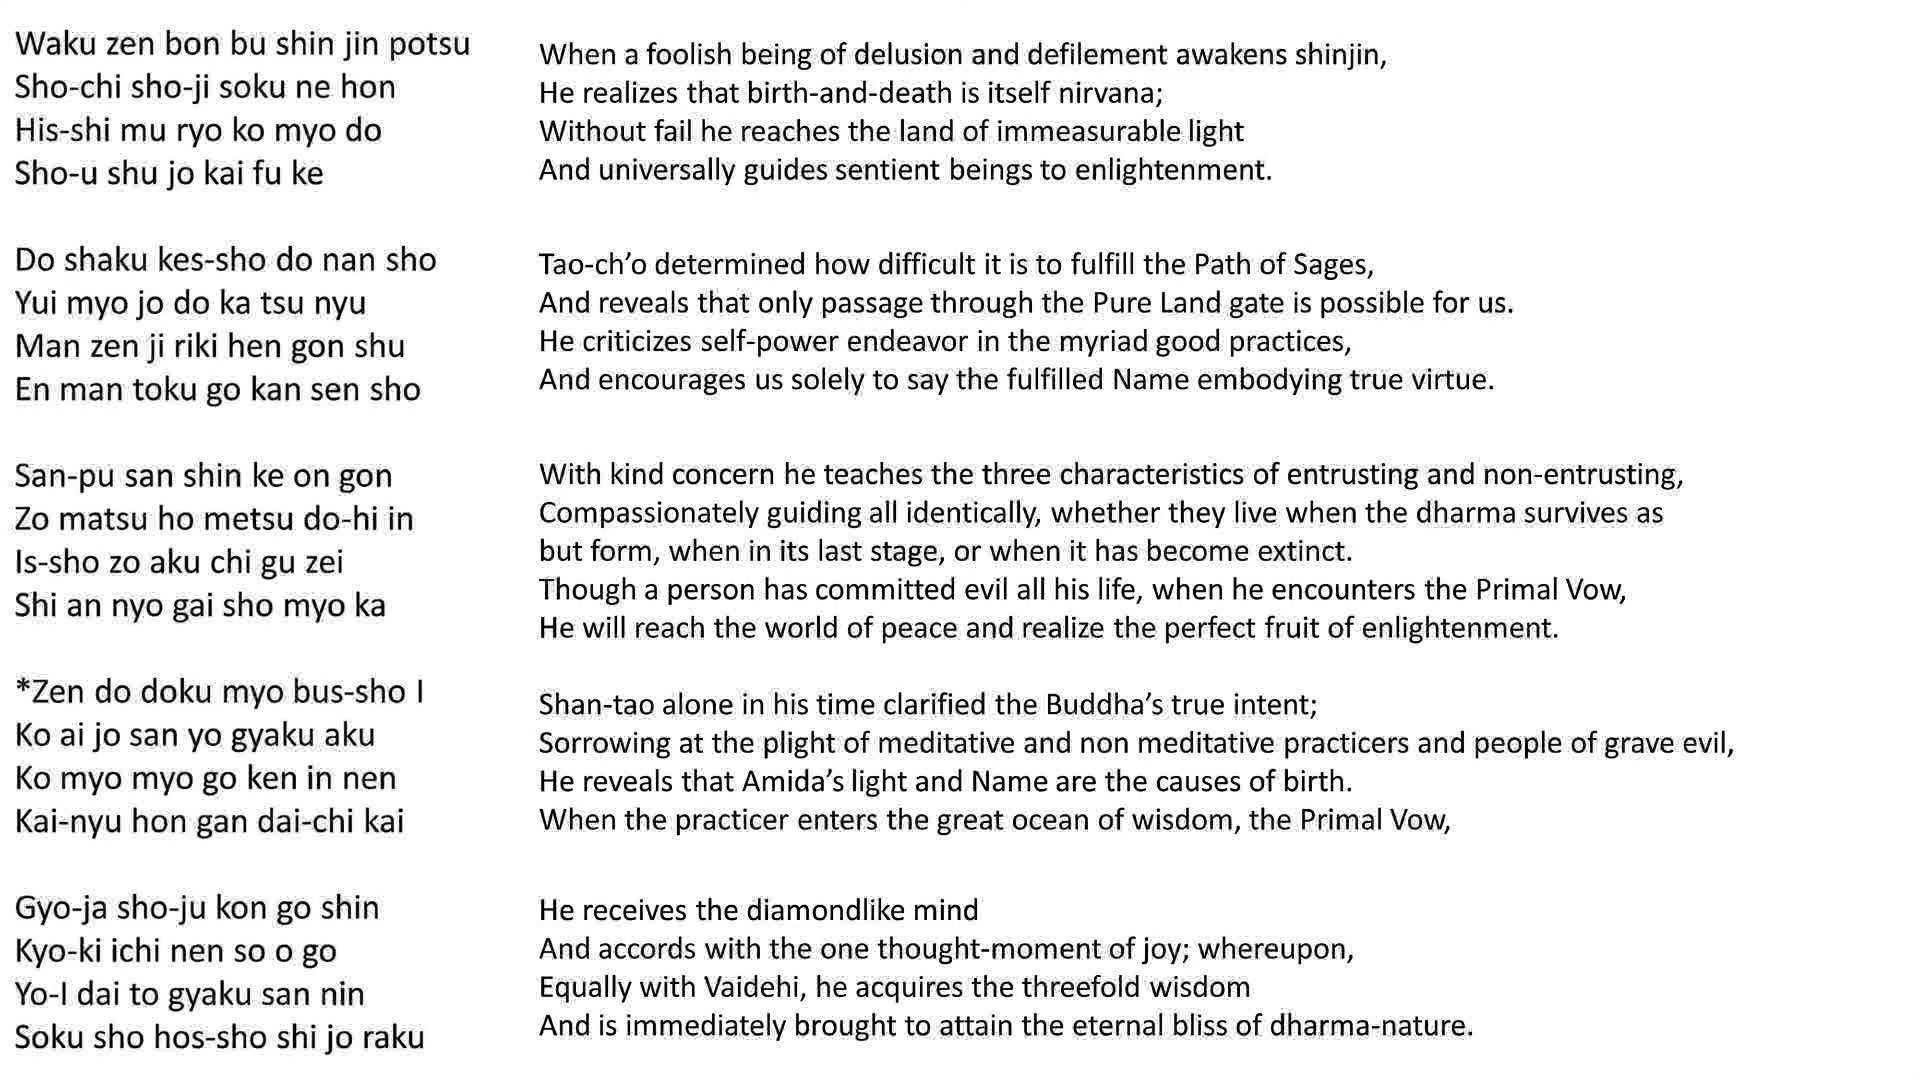 Waku zen bon bu shin jin potsu
Sho-chi sho-ji soku ne hon
His-shi mu ryo ko myo do
Sho-u shu jo kai fu ke
When a foolish being of delusion and defilement awakens shinjin,
He realizes that birth-and-death is itself nirvana;
Without fail he reaches the land of immeasurable light
And universally guides sentient beings to enlightenment.
Do shaku kes-sho do nan sho
Yui myo jo do ka tsu nyu
Man zen ji riki hen gon shu
En man toku go kan sen sho
Tao-ch’o determined how difficult it is to fulfill the Path of Sages,
And reveals that only passage through the Pure Land gate is possible for us.
He criticizes self-power endeavor in the myriad good practices,
And encourages us solely to say the fulfilled Name embodying true virtue.
San-pu san shin ke on gon
Zo matsu ho metsu do-hi in
Is-sho zo aku chi gu zei
Shi an nyo gai sho myo ka
With kind concern he teaches the three characteristics of entrusting and non-entrusting,
Compassionately guiding all identically, whether they live when the dharma survives as
but form, when in its last stage, or when it has become extinct.
Though a person has committed evil all his life, when he encounters the Primal Vow,
He will reach the world of peace and realize the perfect fruit of enlightenment.
*Zen do doku myo bus-sho I
Ko ai jo san yo gyaku aku
Ko myo myo go ken in nen
Kai-nyu hon gan dai-chi kai
Shan-tao alone in his time clarified the Buddha’s true intent;
Sorrowing at the plight of meditative and non meditative practicers and people of grave evil,
He reveals that Amida’s light and Name are the causes of birth.
When the practicer enters the great ocean of wisdom, the Primal Vow,
Gyo-ja sho-ju kon go shin
Kyo-ki ichi nen so o go
Yo-I dai to gyaku san nin
Soku sho hos-sho shi jo raku
He receives the diamondlike mind
And accords with the one thought-moment of joy; whereupon,
Equally with Vaidehi, he acquires the threefold wisdom
And is immediately brought to attain the eternal bliss of dharma-nature.